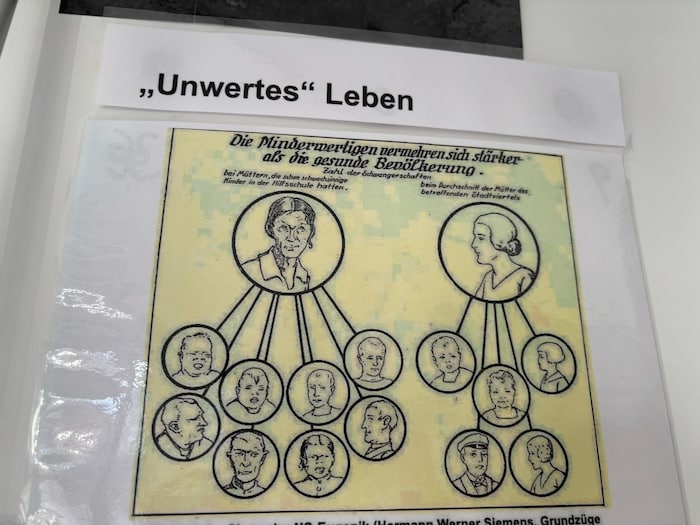 „Unwertes“ Leben
Die Minderwertigen vermehren sich stärker
als die gesunde Bevölkerung.
Zahl der Schwangerschaften
bei Müttern, die schon schwachsinnige
Kinder in der Hilfsschule hatten.
beim Durchschnitt der Mütter des
betreffenden Stadtviertels
Eugenik (Hermann Werner Siemens, Grundzüge